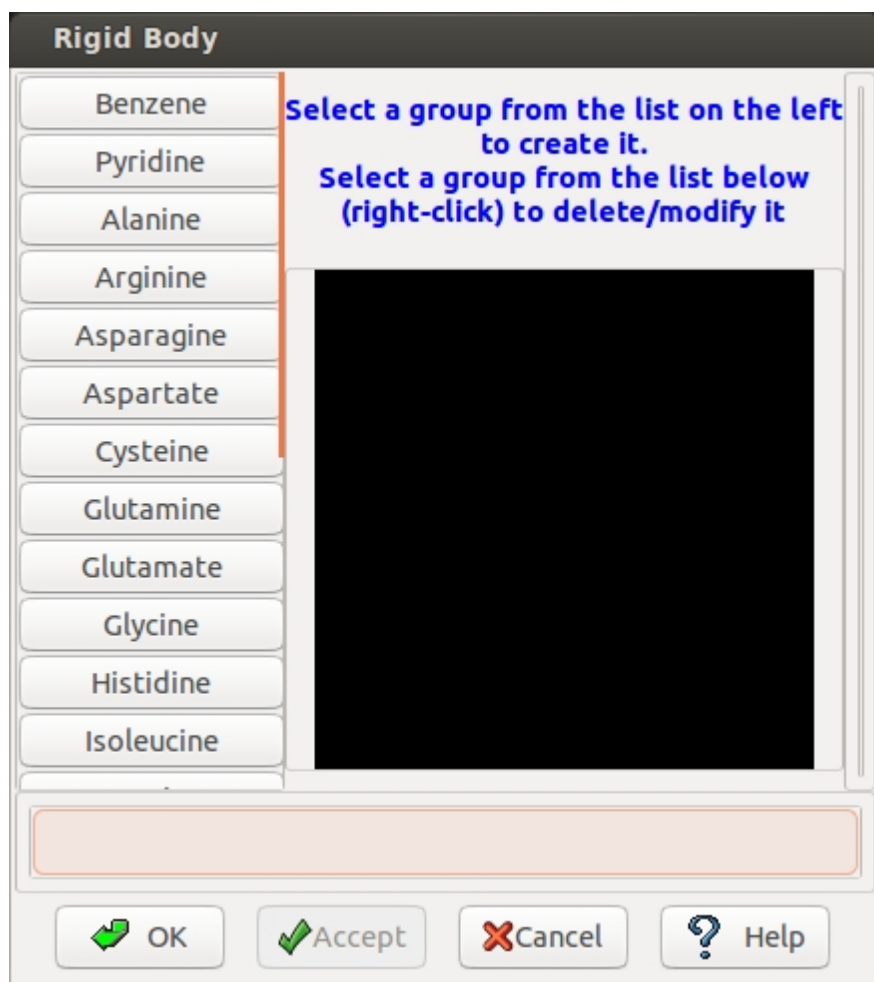 Rigid Body
Benzene
Pyridine
Alanine
Arginine
Asparagine
Aspartate
Cysteine
Glutamine
Glutamate
Glycine
Histidine
Isoleucine
Select a group from the list on the left
to create it.
Select a group from the list below
(right-click) to delete/modify it
OK
Accept
Cancel
Help